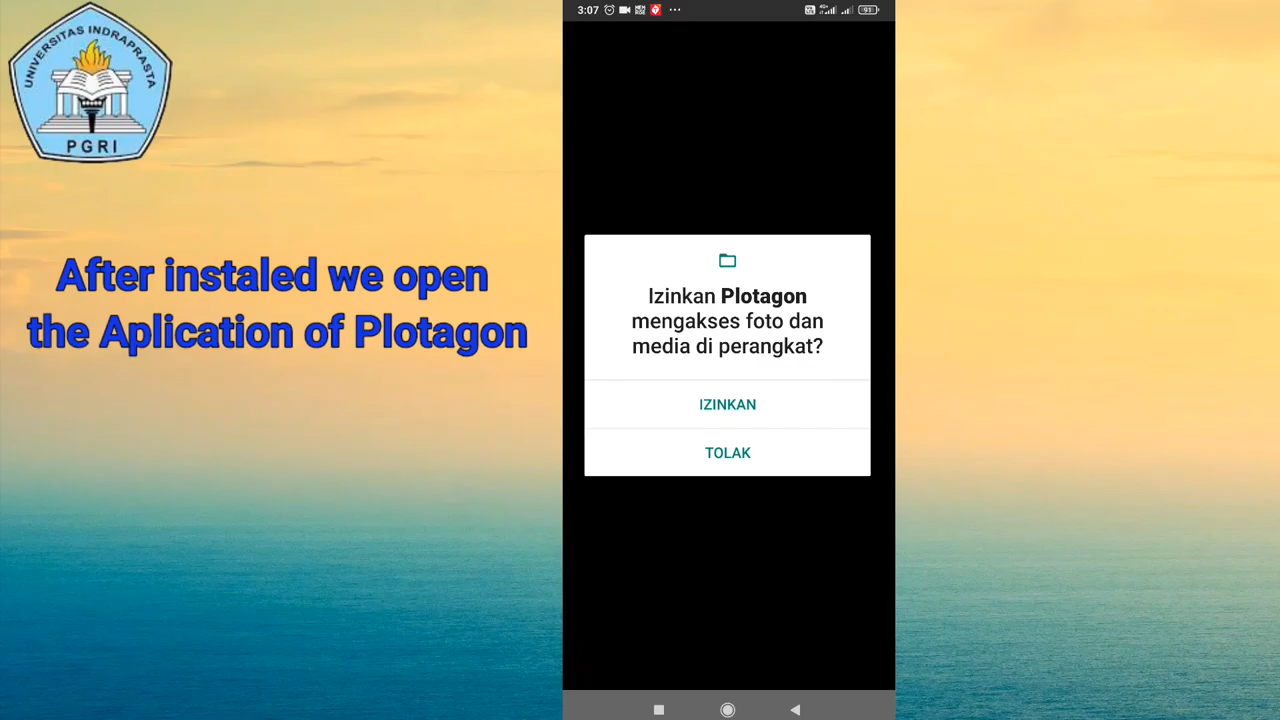 UNIVERSITAS INDRAPRASTA
PGRI
After instaled we open
the Aplication of Plotagon
3:07
91
Izinkan Plotagon
mengakses foto dan
media di perangkat?
IZINKAN
TOLAK